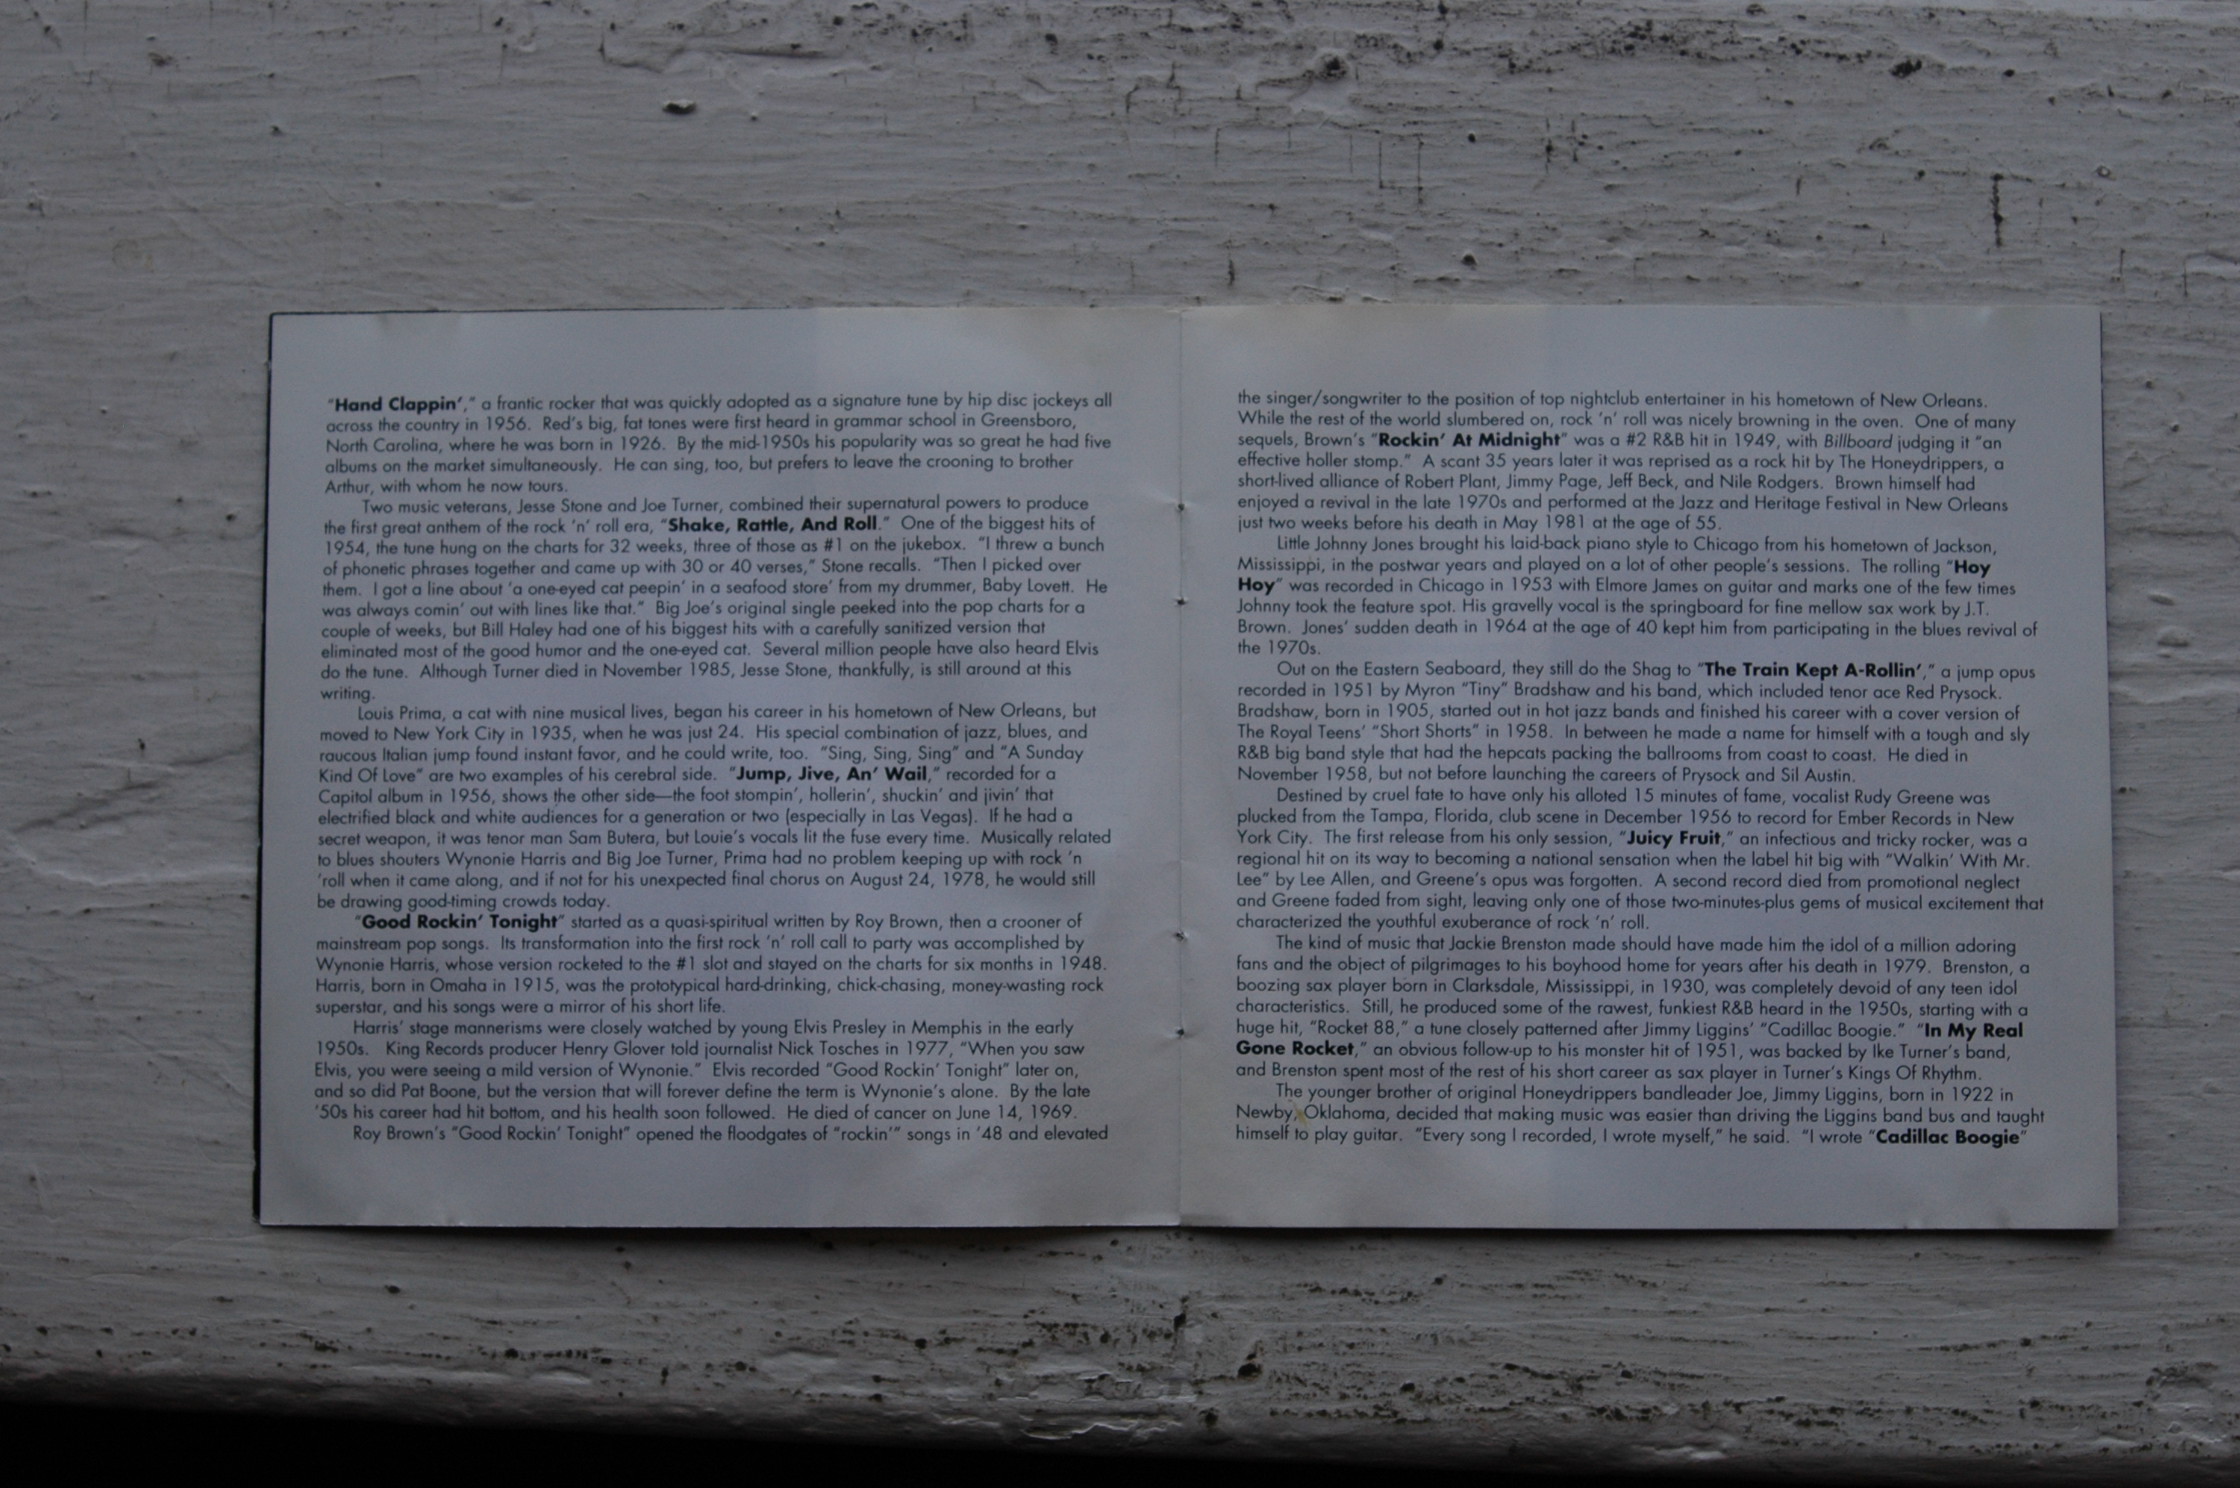 "Hand Clappin'," a frantic rocker that was quickly adopted as a signature tune by hip disc jockeys all
across the country in 1956.  Red's big, fat tones were first heard in grammar school in Greensboro,
North Carolina, where he was born in 1926.  By the mid-1950s his popularity was so great he had five
albums on the market simultaneously.  He can sing, too, but prefers to leave the crooning to brother
Arthur, with whom he now tours.
Two music veterans, Jesse Stone and Joe Turner, combined their supernatural powers to produce
the first great anthem of the rock 'n' roll era, "Shake, Rattle, And Roll."  One of the biggest hits of
1954, the tune hung on the charts for 32 weeks, three of those as #1 on the jukebox.  "I threw a bunch
of phonetic phrases together and came up with 30 or 40 verses," Stone recalls.  "Then I picked over
them.  I got a line about 'a one-eyed cat peepin' in a seafood store' from my drummer, Baby Lovett.  He
was always comin' out with lines like that."  Big Joe's original single peeked into the pop charts for a
couple of weeks, but Bill Haley had one of his biggest hits with a carefully sanitized version that
eliminated most of the good humor and the one-eyed cat.  Several million people have also heard Elvis
do the tune.  Although Turner died in November 1985, Jesse Stone, thankfully, is still around at this
writing.
Louis Prima, a cat with nine musical lives, began his career in his hometown of New Orleans, but
moved to New York City in 1935, when he was just 24.  His special combination of jazz, blues, and
raucous Italian jump found instant favor, and he could write, too.  "Sing, Sing, Sing" and "A Sunday
Kind Of Love" are two examples of his cerebral side.  "Jump, Jive, An' Wail," recorded for a
Capitol album in 1956, shows the other side—the foot stompin', hollerin', shuckin' and jivin' that
electrified black and white audiences for a generation or two (especially in Las Vegas).  If he had a
secret weapon, it was tenor man Sam Butera, but Louie's vocals lit the fuse every time.  Musically related
to blues shouters Wynonie Harris and Big Joe Turner, Prima had no problem keeping up with rock 'n
'roll when it came along, and if not for his unexpected final chorus on August 24, 1978, he would still
be drawing good-timing crowds today.
"Good Rockin' Tonight" started as a quasi-spiritual written by Roy Brown, then a crooner of
mainstream pop songs.  Its transformation into the first rock 'n' roll call to party was accomplished by
Wynonie Harris, whose version rocketed to the #1 slot and stayed on the charts for six months in 1948.
Harris, born in Omaha in 1915, was the prototypical hard-drinking, chick-chasing, money-wasting rock
superstar, and his songs were a mirror of his short life.
Harris' stage mannerisms were closely watched by young Elvis Presley in Memphis in the early
1950s.  King Records producer Henry Glover told journalist Nick Tosches in 1977, "When you saw
Elvis, you were seeing a mild version of Wynonie."  Elvis recorded "Good Rockin' Tonight" later on,
and so did Pat Boone, but the version that will forever define the term is Wynonie's alone.  By the late
'50s his career had hit bottom, and his health soon followed.  He died of cancer on June 14, 1969.
Roy Brown's "Good Rockin' Tonight" opened the floodgates of "rockin'" songs in '48 and elevated
the singer/songwriter to the position of top nightclub entertainer in his hometown of New Orleans.
While the rest of the world slumbered on, rock 'n' roll was nicely browning in the oven.  One of many
sequels, Brown's "Rockin' At Midnight" was a #2 R&B hit in 1949, with Billboard judging it "an
effective holler stomp."  A scant 35 years later it was reprised as a rock hit by The Honeydrippers, a
short-lived alliance of Robert Plant, Jimmy Page, Jeff Beck, and Nile Rodgers.  Brown himself had
enjoyed a revival in the late 1970s and performed at the Jazz and Heritage Festival in New Orleans
just two weeks before his death in May 1981 at the age of 55.
Little Johnny Jones brought his laid-back piano style to Chicago from his hometown of Jackson,
Mississippi, in the postwar years and played on a lot of other people's sessions.  The rolling "Hoy
Hoy" was recorded in Chicago in 1953 with Elmore James on guitar and marks one of the few times
Johnny took the feature spot. His gravelly vocal is the springboard for fine mellow sax work by J.T.
Brown.  Jones' sudden death in 1964 at the age of 40 kept him from participating in the blues revival of
the 1970s.
Out on the Eastern Seaboard, they still do the Shag to "The Train Kept A-Rollin'," a jump opus
recorded in 1951 by Myron "Tiny" Bradshaw and his band, which included tenor ace Red Prysock.
Bradshaw, born in 1905, started out in hot jazz bands and finished his career with a cover version of
The Royal Teens' "Short Shorts" in 1958.  In between he made a name for himself with a tough and sly
R&B big band style that had the hepcats packing the ballrooms from coast to coast.  He died in
November 1958, but not before launching the careers of Prysock and Sil Austin.
Destined by cruel fate to have only his alloted 15 minutes of fame, vocalist Rudy Greene was
plucked from the Tampa, Florida, club scene in December 1956 to record for Ember Records in New
York City.  The first release from his only session, "Juicy Fruit," an infectious and tricky rocker, was a
regional hit on its way to becoming a national sensation when the label hit big with "Walkin' With Mr.
Lee" by Lee Allen, and Greene's opus was forgotten.  A second record died from promotional neglect
and Greene faded from sight, leaving only one of those two-minutes-plus gems of musical excitement that
characterized the youthful exuberance of rock 'n' roll.
The kind of music that Jackie Brenston made should have made him the idol of a million adoring
fans and the object of pilgrimages to his boyhood home for years after his death in 1979.  Brenston, a
boozing sax player born in Clarksdale, Mississippi, in 1930, was completely devoid of any teen idol
characteristics.  Still, he produced some of the rawest, funkiest R&B heard in the 1950s, starting with a
huge hit, "Rocket 88," a tune closely patterned after Jimmy Liggins' "Cadillac Boogie."  "In My Real
Gone Rocket," an obvious follow-up to his monster hit of 1951, was backed by Ike Turner's band,
and Brenston spent most of the rest of his short career as sax player in Turner's Kings Of Rhythm.
The younger brother of original Honeydrippers bandleader Joe, Jimmy Liggins, born in 1922 in
Newby, Oklahoma, decided that making music was easier than driving the Liggins band bus and taught
himself to play guitar.  "Every song I recorded, I wrote myself," he said.  "I wrote "Cadillac Boogie"